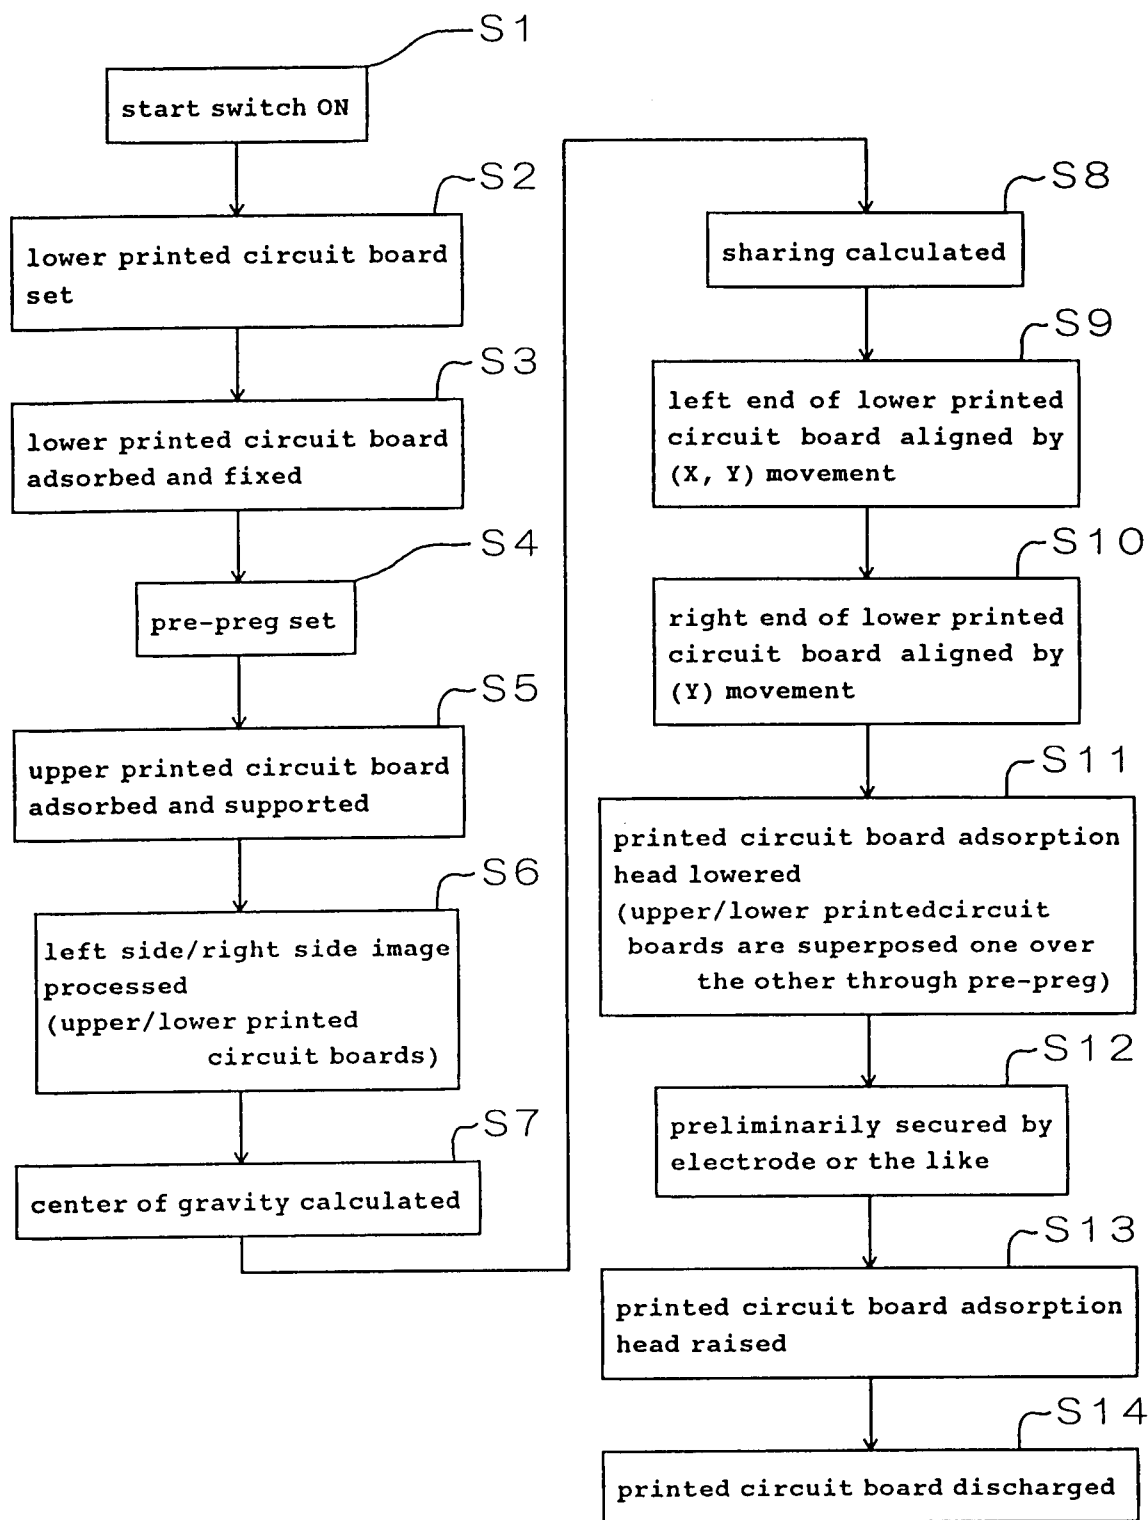 S1
start switch ON
S2
lower printed circuit board
set
S3
lower printed circuit board
adsorbed and fixed
S4
pre-preg set
S5
upper printed circuit board
adsorbed and supported
S6
left side/right side image
processed
(upper/lower printed
circuit boards)
S7
center of gravity calculated
S8
sharing calculated
S9
left end of lower printed
circuit board aligned by
(X, Y) movement
S10
right end of lower printed
circuit board aligned by
(Y) movement
S11
printed circuit board adsorption
head lowered
(upper/lower printedcircuit
boards are superposed one over
the other through pre-preg)
S12
preliminarily secured by
electrode or the like
S13
printed circuit board adsorption
head raised
S14
printed circuit board discharged